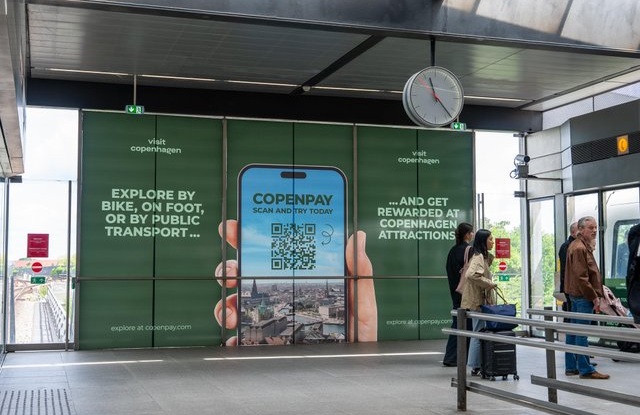 visit
copenhagen
EXPLORE BY
BIKE, ON FOOT,
OR BY PUBLIC
TRANSPORT...
explore at copenpay.com
COPENPAY
SCAN AND TRY TODAY
visit
copenhagen
...AND GET
REWARDED AT
COPENHAGEN
ATTRACTIONS.
explore at copenpay.com